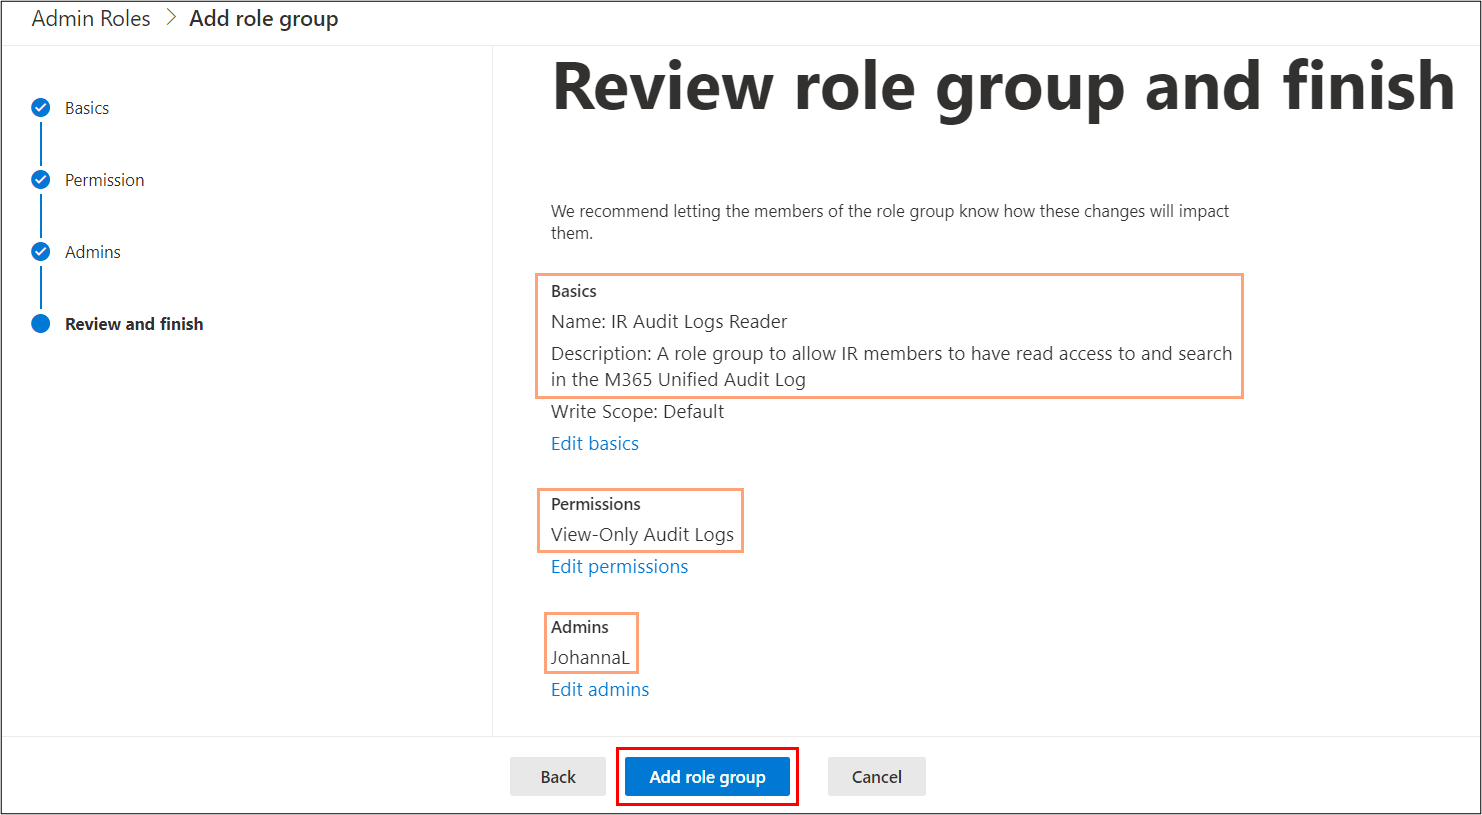 Admin Roles > Add role group
Review role group and finish
Basics
Permission
Admins
Review and finish
We recommend letting the members of the role group know how these changes will impact
them.
Basics
Name: IR Audit Logs Reader
Description: A role group to allow IR members to have read access to and search
in the M365 Unified Audit Log
Write Scope: Default
Edit basics
Permissions
View-Only Audit Logs
Edit permissions
Admins
JohannaL
Edit admins
Back
Add role group
Cancel